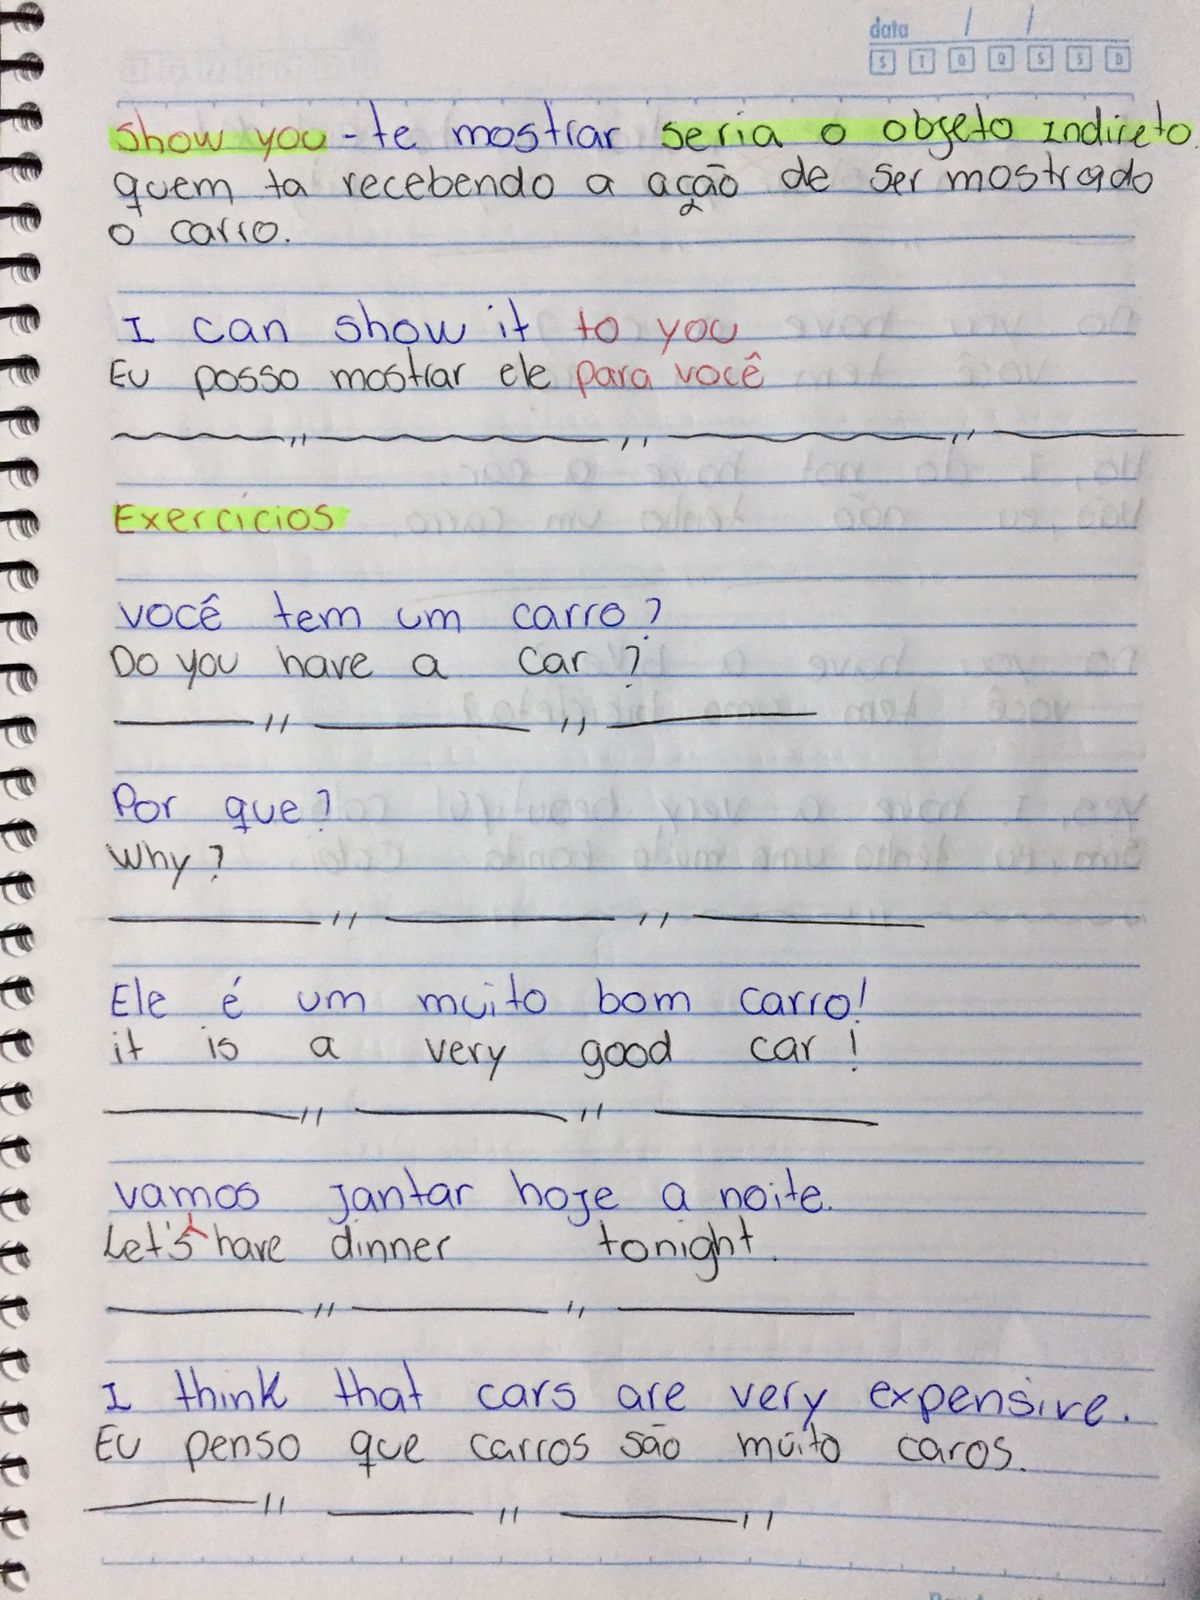 data / /
S T Q Q S S D
Show you - te mostrar seria o objeto indireto.
quem ta recebendo a ação de ser mostrado
o carro.
I can show it to you
Eu posso mostrar ele para você
Exercícios
você tem um carro?
Do you have a car?
Por que?
Why?
Ele é um muito bom carro!
it is a very good car!
vamos jantar hoje a noite.
Let's have dinner tonight.
I think that cars are very expensive.
Eu penso que carros são muito caros.